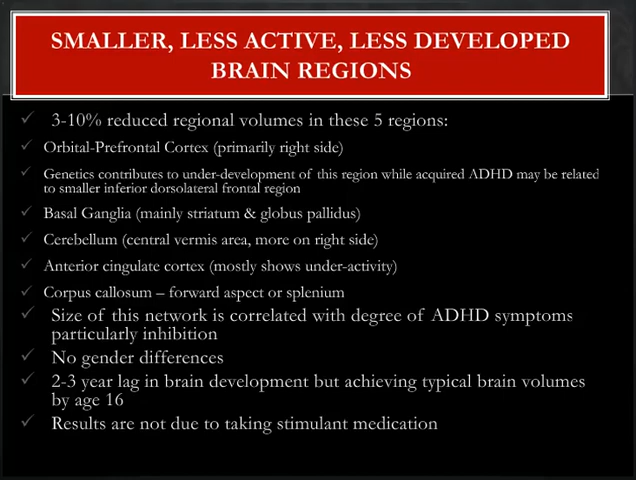 SMALLER, LESS ACTIVE, LESS DEVELOPED
BRAIN REGIONS
3-10% reduced regional volumes in these 5 regions:
Orbital-Prefrontal Cortex (primarily right side)
Genetics contributes to under-development of this region while acquired ADHD may be related
to smaller inferior dorsolateral frontal region
Basal Ganglia (mainly striatum & globus pallidus)
Cerebellum (central vermis area, more on right side)
Anterior cingulate cortex (mostly shows under-activity)
Corpus callosum – forward aspect or splenium
Size of this network is correlated with degree of ADHD symptoms
particularly inhibition
No gender differences
2-3 year lag in brain development but achieving typical brain volumes
by age 16
Results are not due to taking stimulant medication